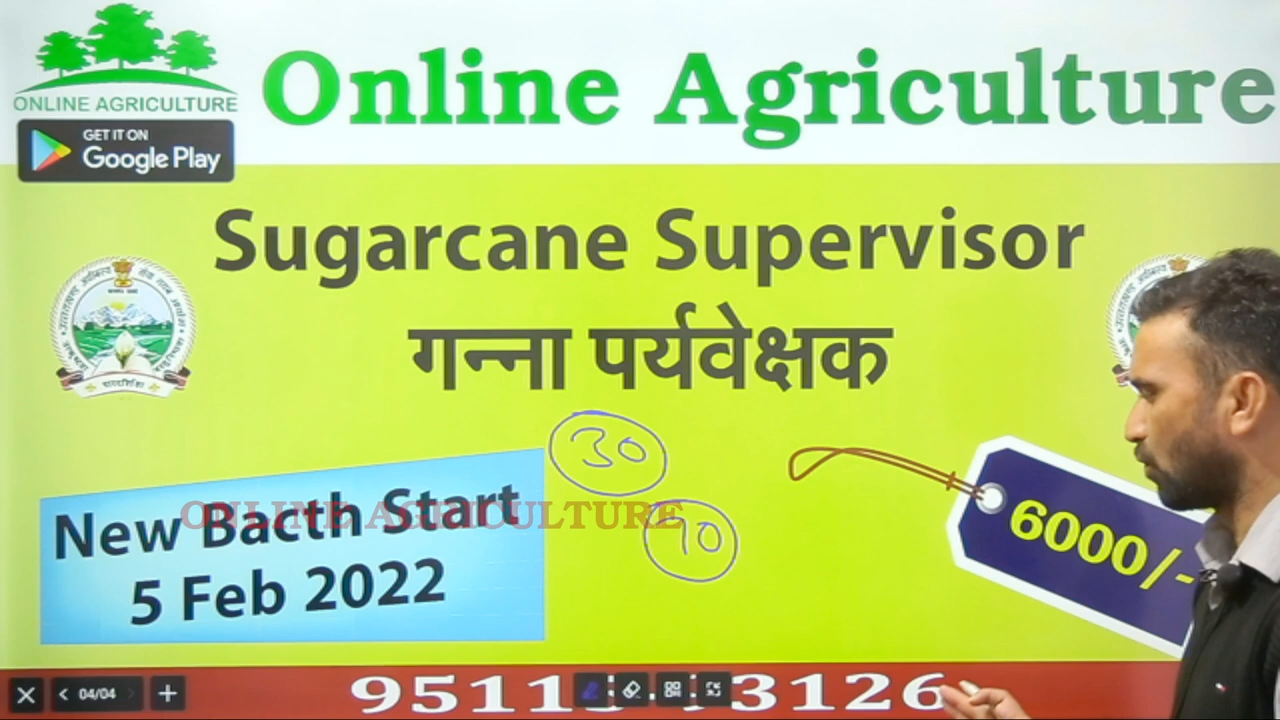 ONLINE AGRICULTURE
GET IT ON
Google Play
Online Agriculture
Sugarcane Supervisor
गन्ना पर्यवेक्षक
30
90
New Bacth Start
5 Feb 2022
ONLINE AGRICULTURE
6000/-
04/04